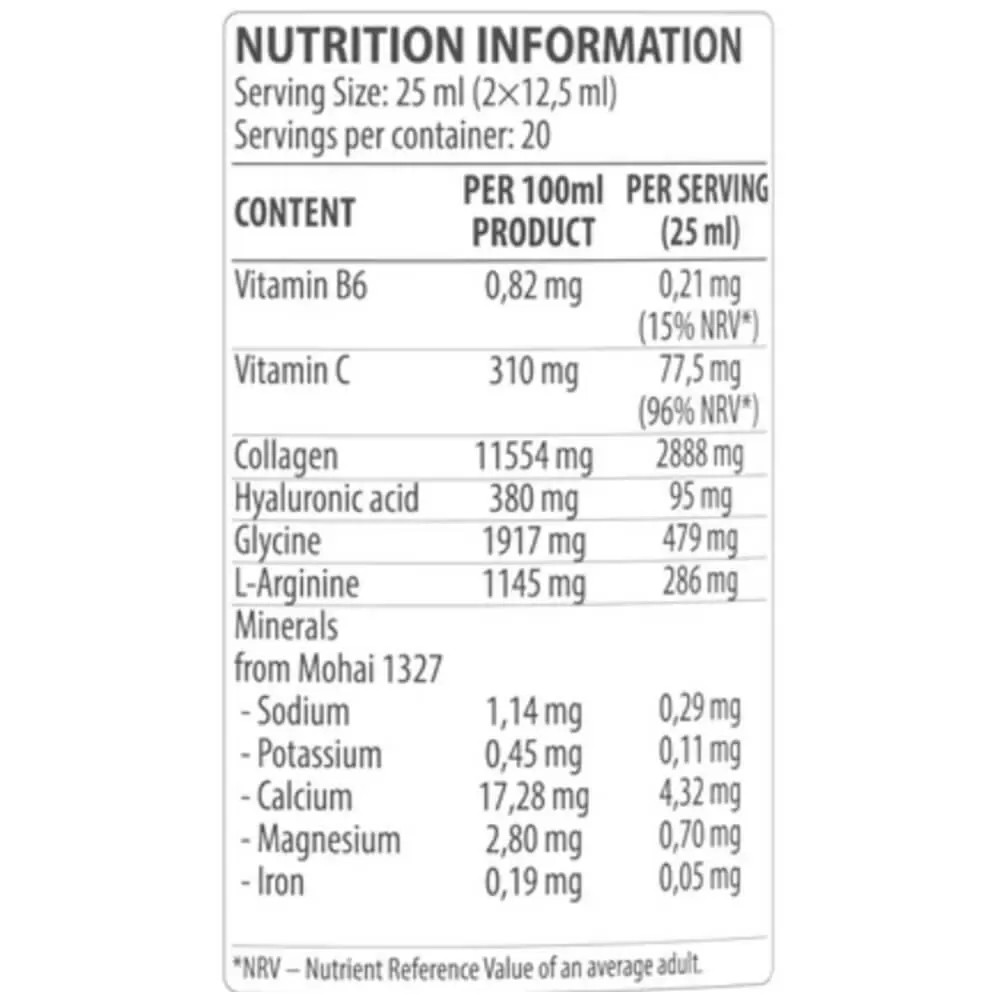 NUTRITION INFORMATION
Serving Size: 25 ml (2×12,5 ml)
Servings per container: 20
CONTENT PER 100ml PRODUCT PER SERVING (25 ml)
Vitamin B6 0,82 mg 0,21 mg
(15% NRV*)
Vitamin C 310 mg 77,5 mg
(96% NRV*)
Collagen 11554 mg 2888 mg
Hyaluronic acid 380 mg 95 mg
Glycine 1917 mg 479 mg
L-Arginine 1145 mg 286 mg
Minerals
from Mohai 1327
- Sodium 1,14 mg 0,29 mg
- Potassium 0,45 mg 0,11 mg
- Calcium 17,28 mg 4,32 mg
- Magnesium 2,80 mg 0,70 mg
- Iron 0,19 mg 0,05 mg
*NRV – Nutrient Reference Value of an average adult.